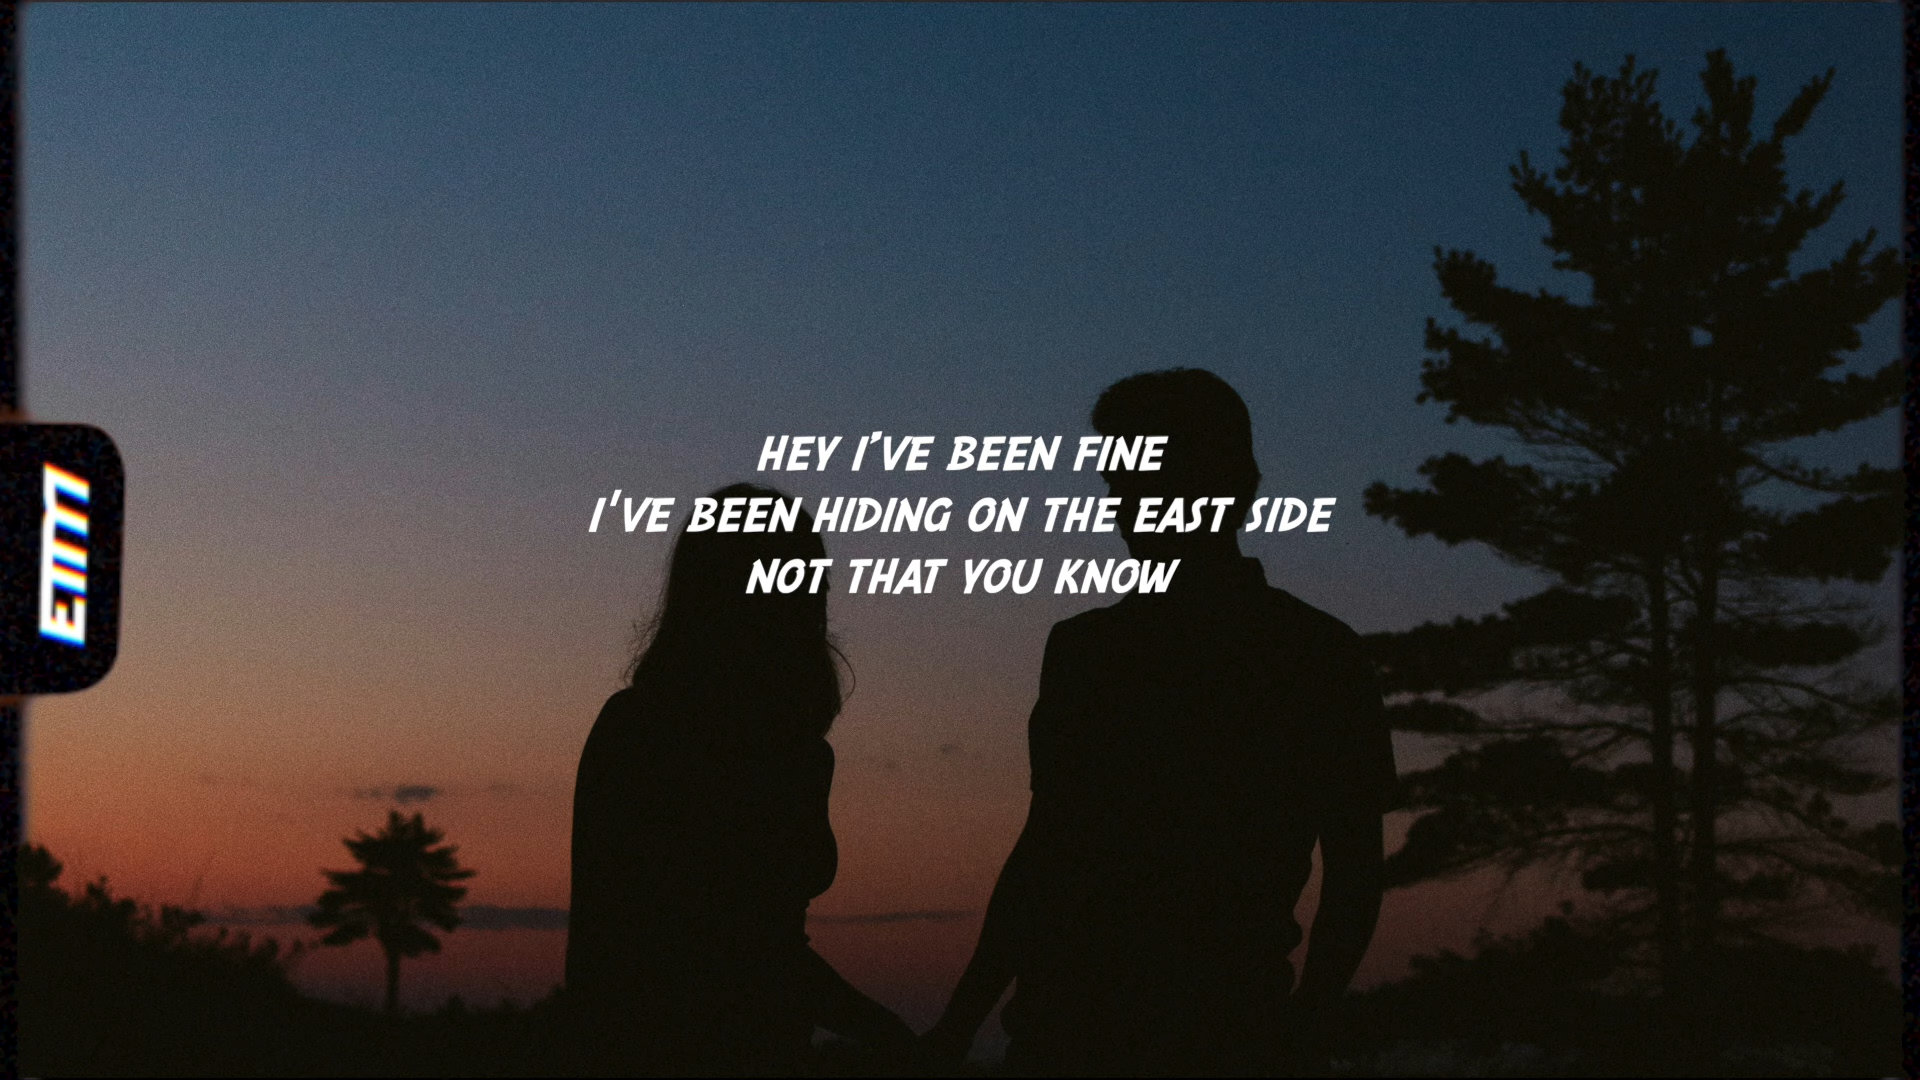 HEY I'VE BEEN FINE
I'VE BEEN HIDING ON THE EAST SIDE
NOT THAT YOU KNOW